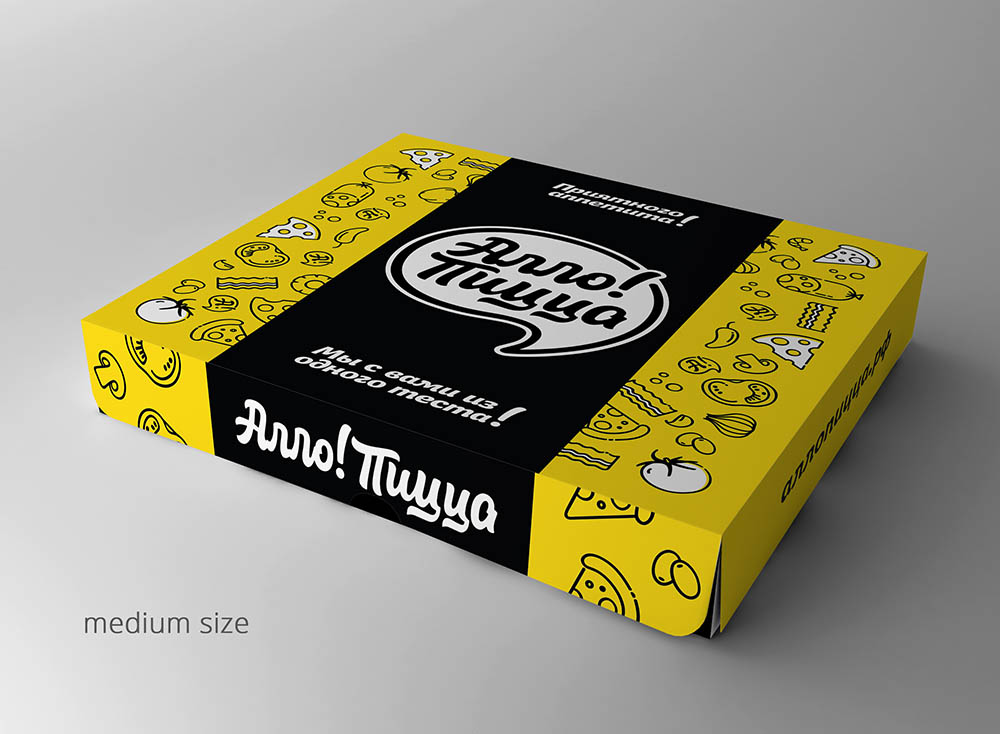 Приятного
аппетита!
Алло!
Пицца
Мы с вами из
одного теста!
Алло! Пицца
аллопицца.рф
medium size